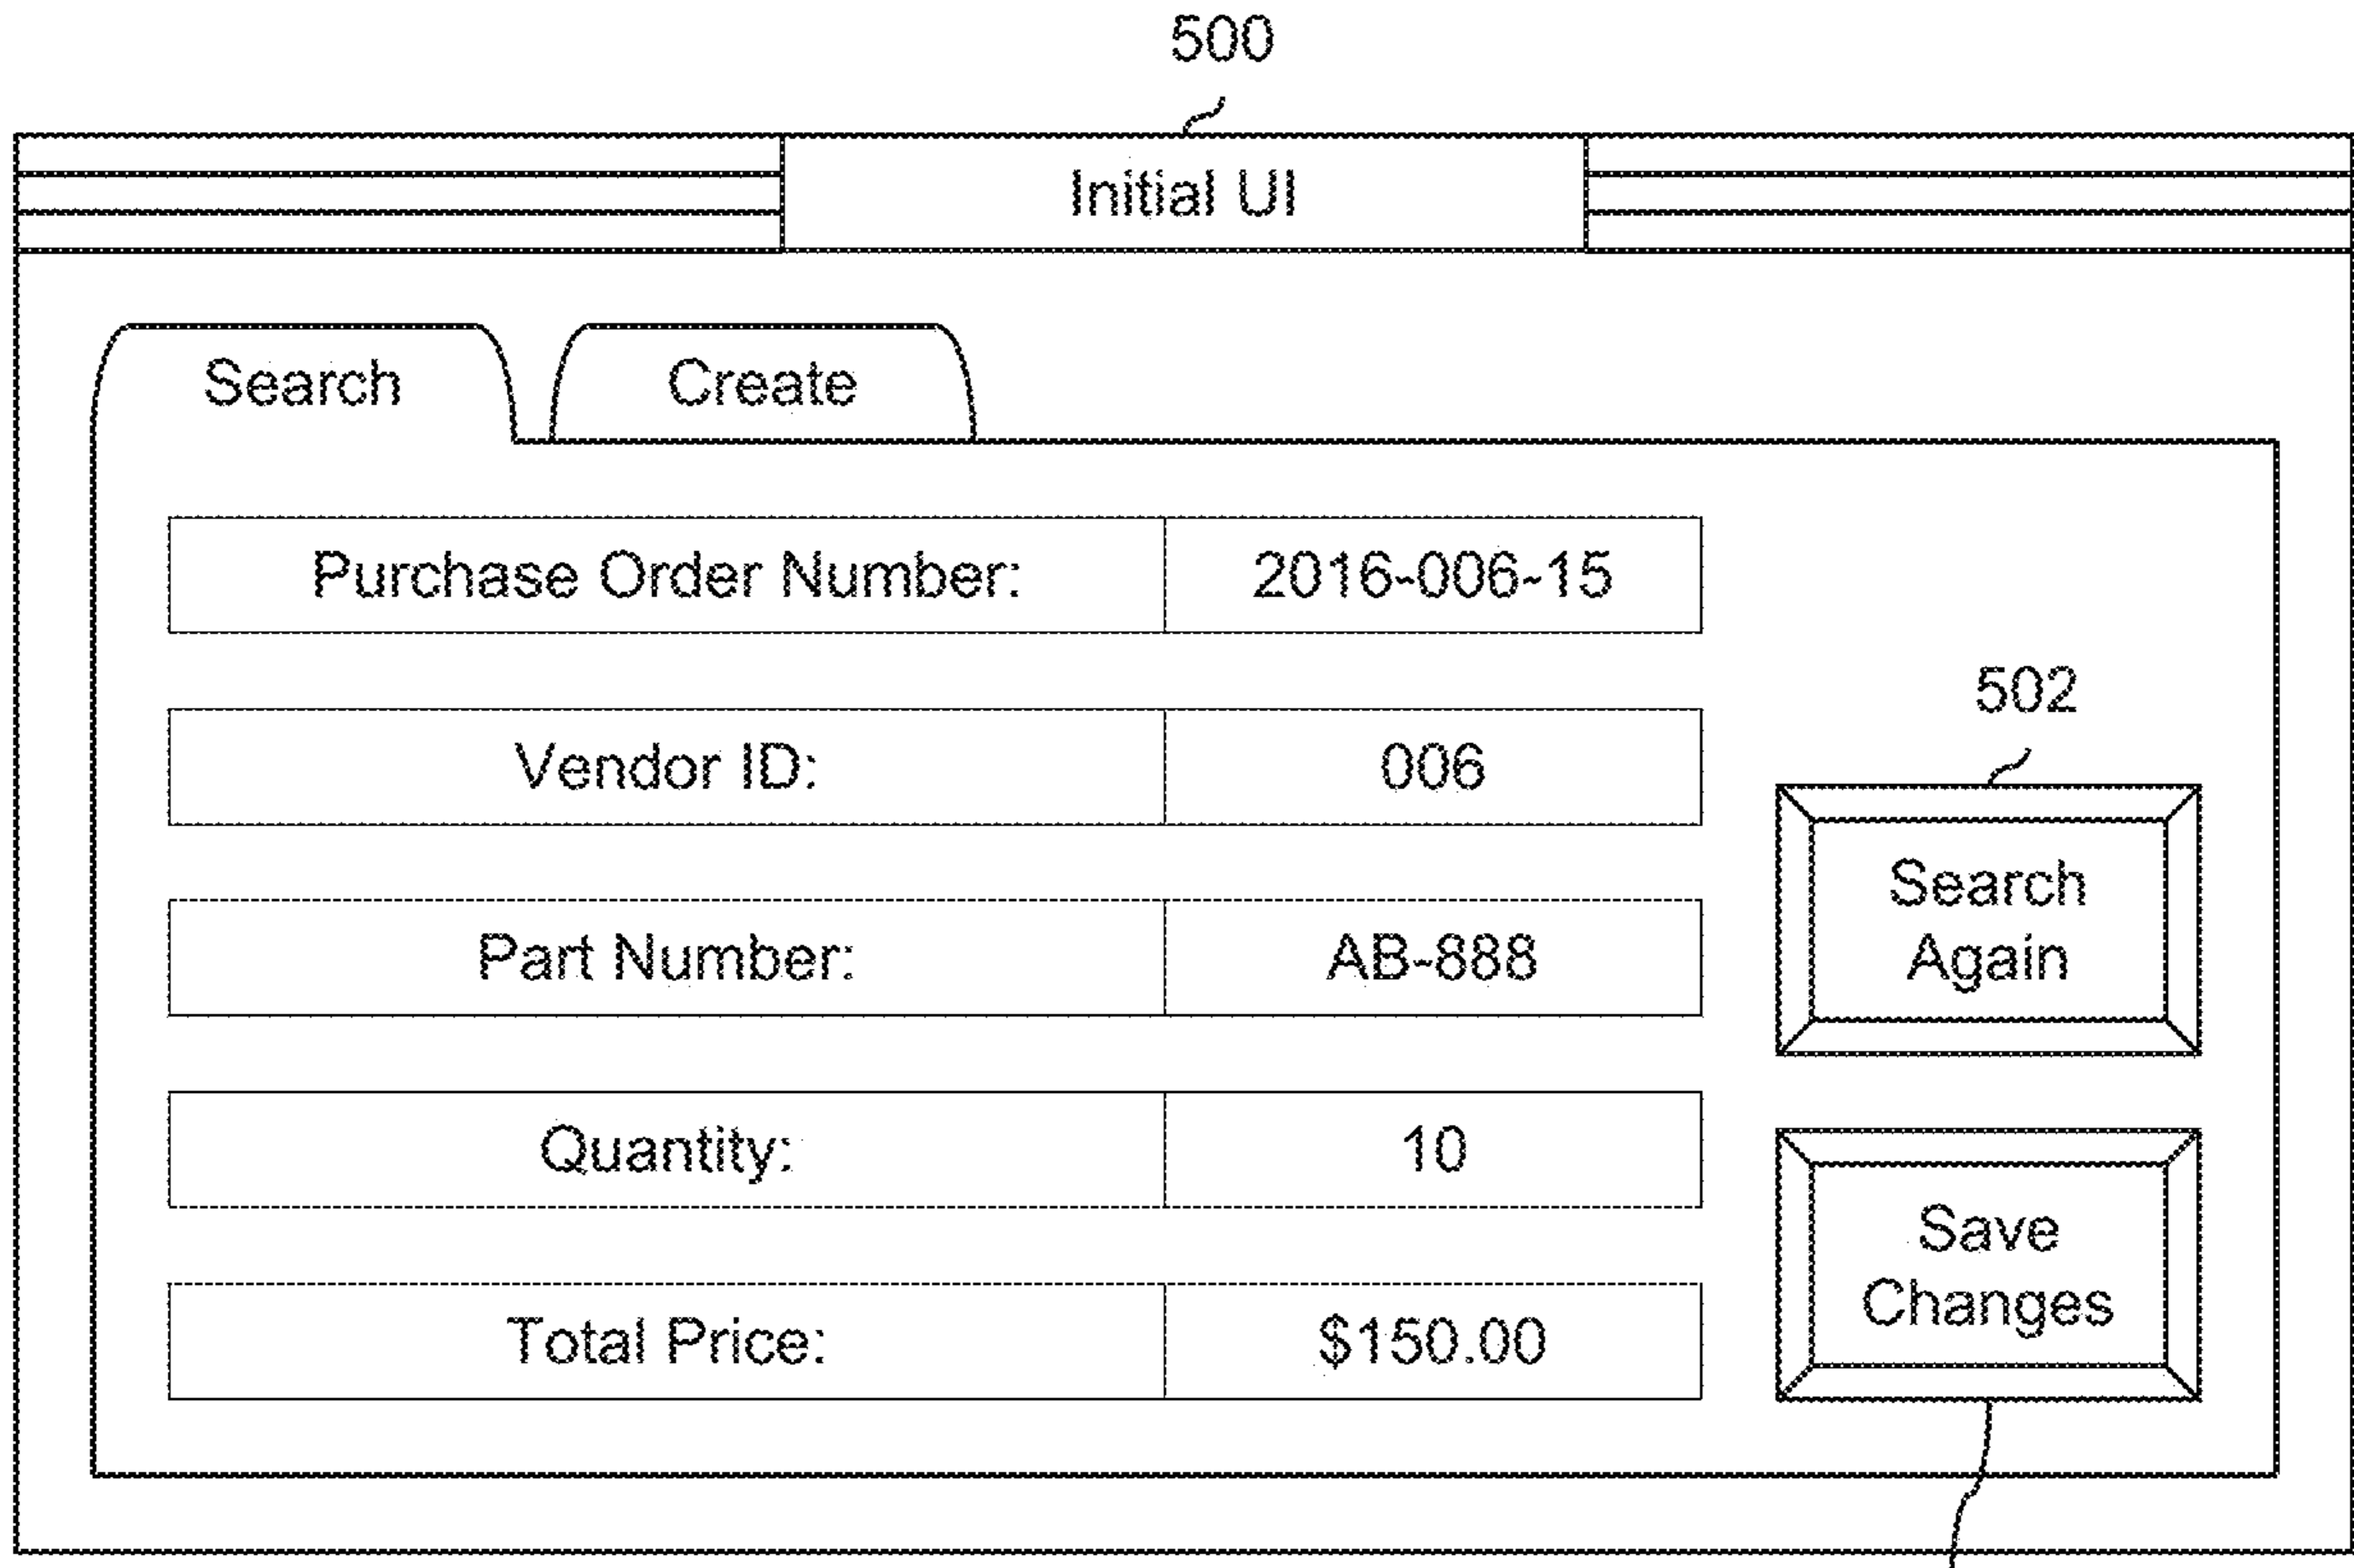 500
Initial UI
Search Create
Purchase Order Number: 2016-006-15
502
Vendor ID: 006
Search
Again
Part Number: AB-888
Quantity: 10
Save
Changes
Total Price: $150.00